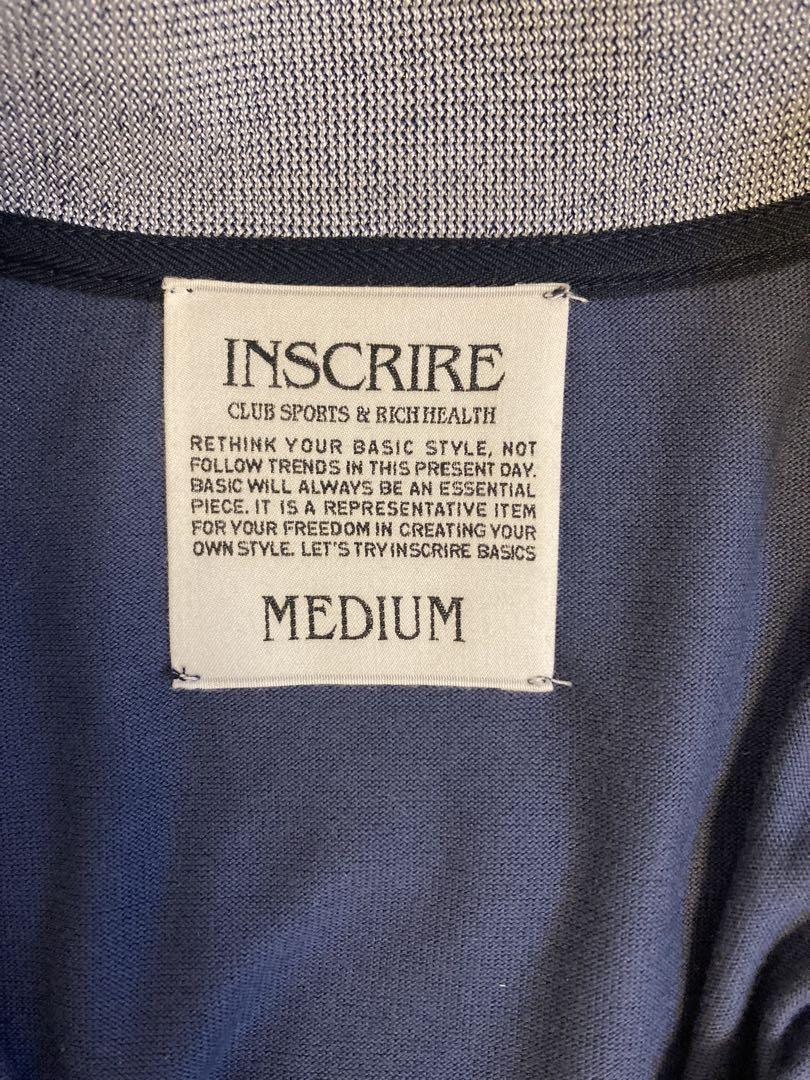 INSCRIRE
CLUB SPORTS & RICH HEALTH
RETHINK YOUR BASIC STYLE, NOT
FOLLOW TRENDS IN THIS PRESENT DAY.
BASIC WILL ALWAYS BE AN ESSENTIAL
PIECE. IT IS A REPRESENTATIVE ITEM
FOR YOUR FREEDOM IN CREATING YOUR
OWN STYLE. LET'S TRY INSCRIRE BASICS
MEDIUM